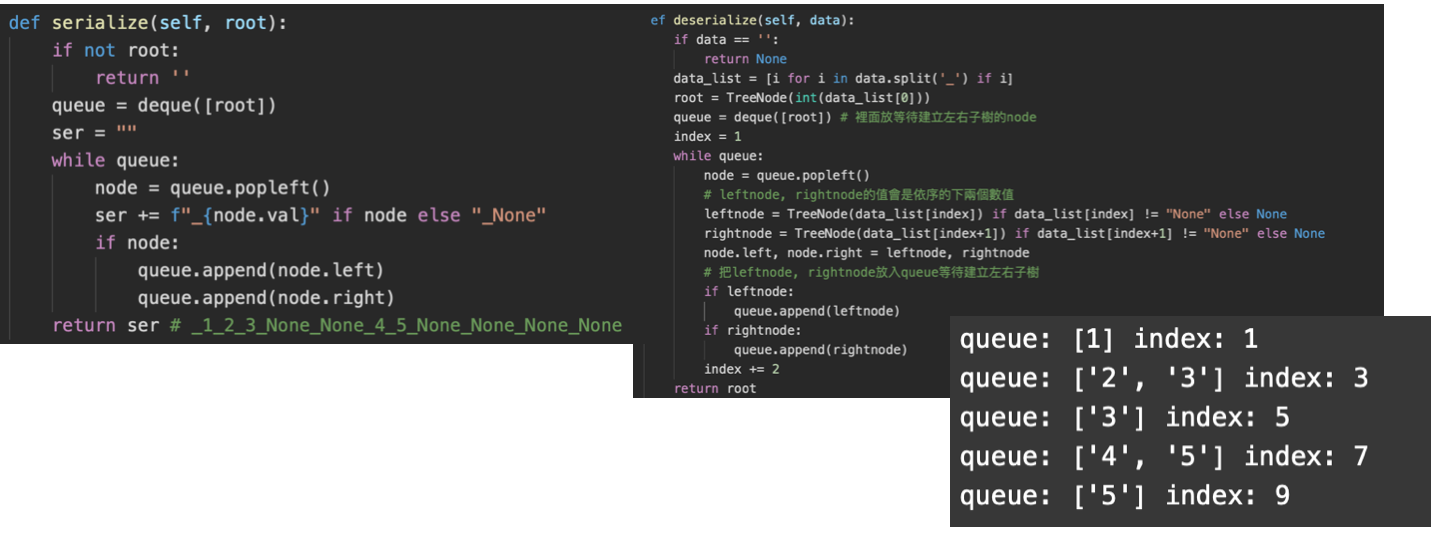 def serialize(self, root):
    if not root:
        return ''
    queue = deque([root])
    ser = ""
    while queue:
        node = queue.popleft()
        ser += f"_{node.val}" if node else "_None"
        if node:
            queue.append(node.left)
            queue.append(node.right)
    return ser # _1_2_3_None_None_4_5_None_None_None_None
ef deserialize(self, data):
    if data == '':
        return None
    data_list = [i for i in data.split('_') if i]
    root = TreeNode(int(data_list[0]))
    queue = deque([root]) # 裡面放等待建立左右子樹的node
    index = 1
    while queue:
        node = queue.popleft()
        # leftnode, rightnode的值會是依序的下兩個數值
        leftnode = TreeNode(data_list[index]) if data_list[index] != "None" else None
        rightnode = TreeNode(data_list[index+1]) if data_list[index+1] != "None" else None
        node.left, node.right = leftnode, rightnode
        # 把leftnode, rightnode放入queue等待建立左右子樹
        if leftnode:
            queue.append(leftnode)
        if rightnode:
            queue.append(rightnode)
        index += 2
    return root
queue: [1] index: 1
queue: ['2', '3'] index: 3
queue: ['3'] index: 5
queue: ['4', '5'] index: 7
queue: ['5'] index: 9